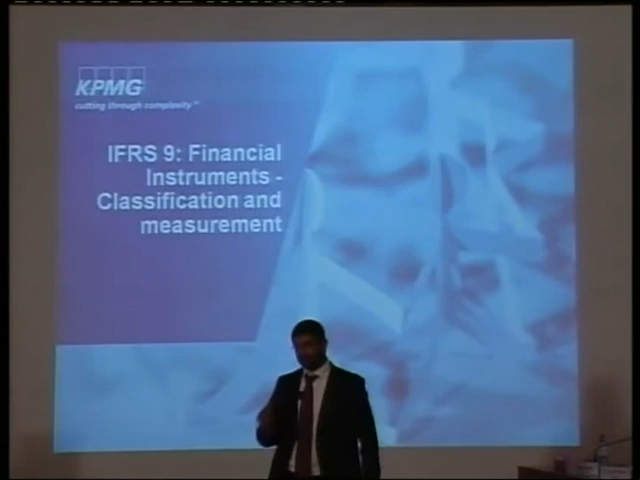 KPMG
cutting through complexity™
IFRS 9: Financial
Instruments -
Classification and
measurement